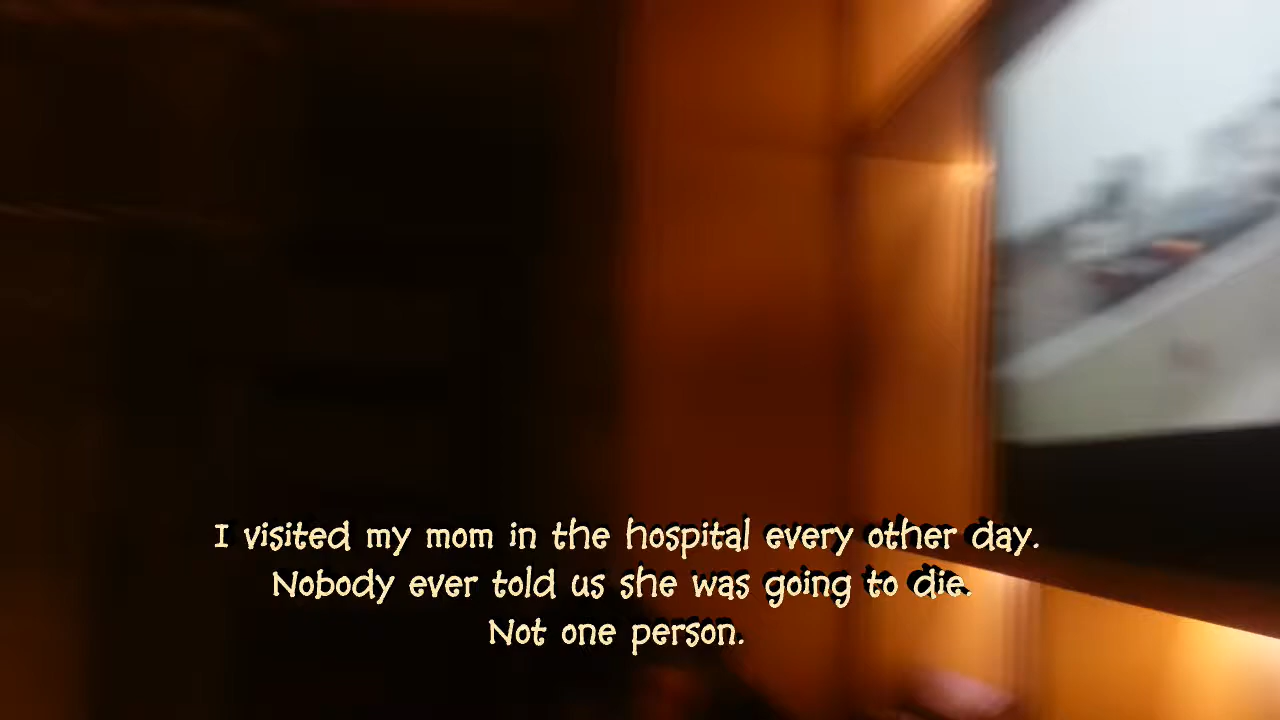 I visited my mom in the hospital every other day.
Nobody ever told us she was going to die.
Not one person.